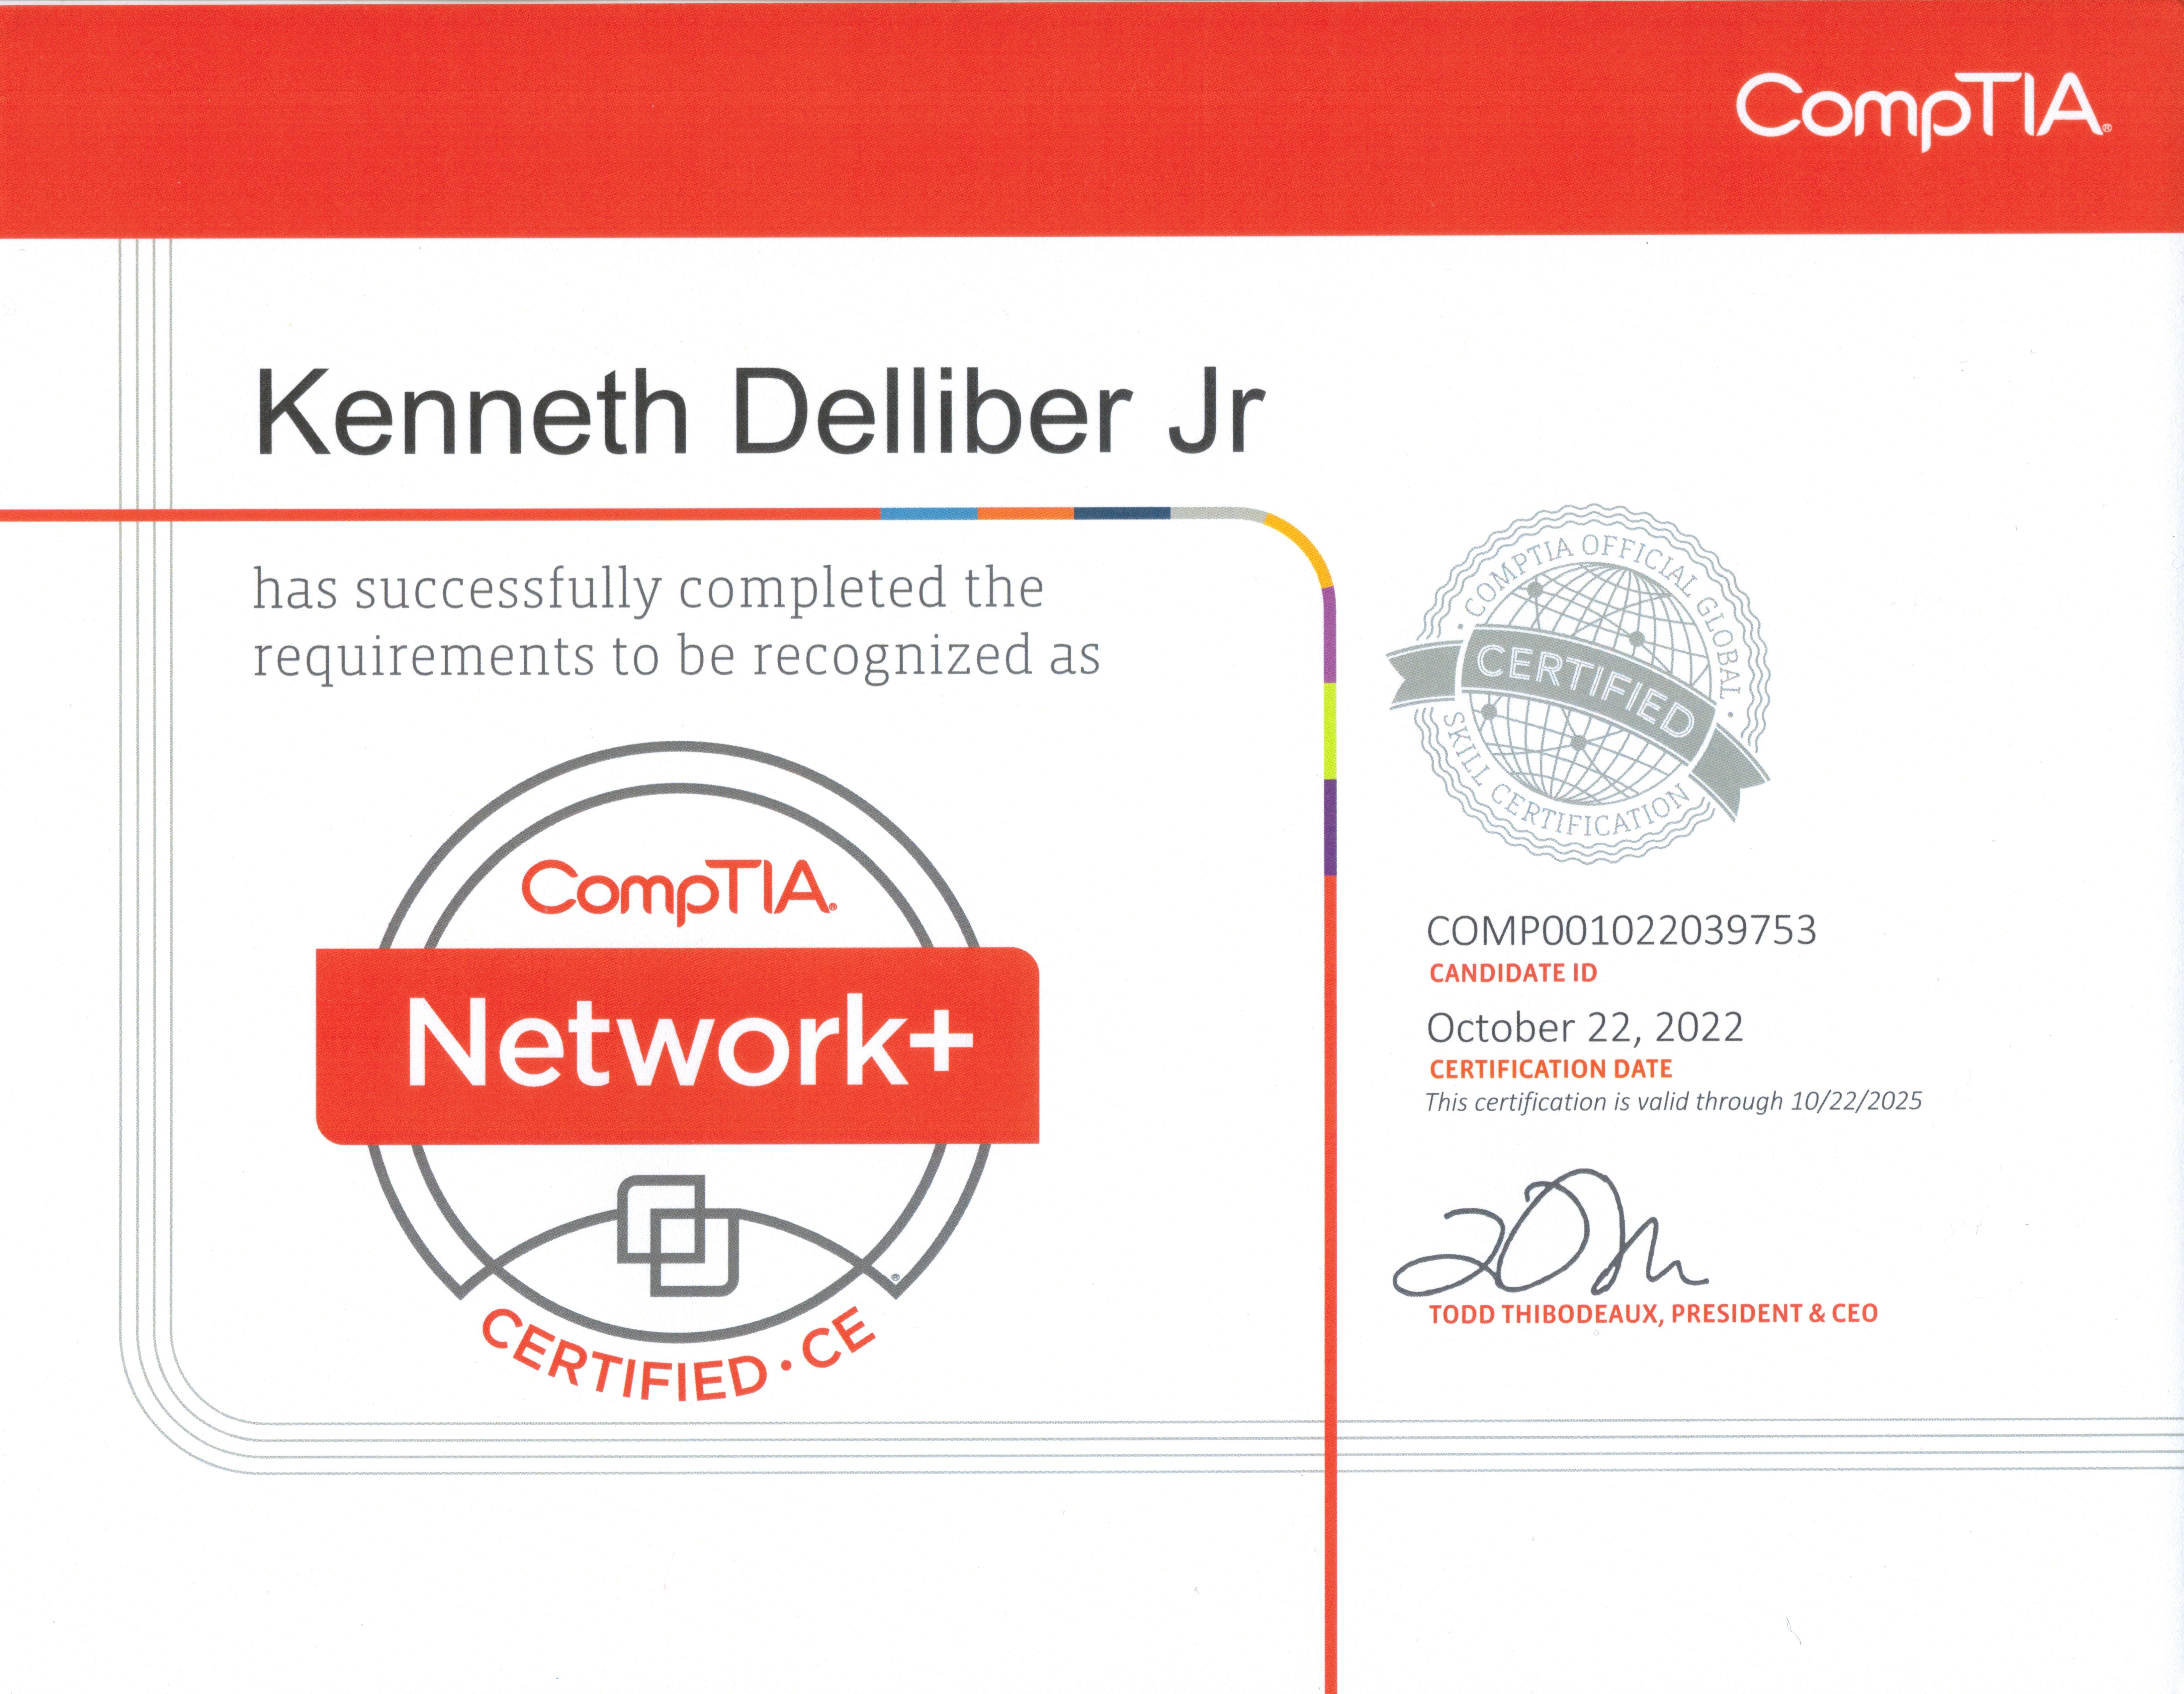 CompTIA®
Kenneth Delliber Jr
has successfully completed the
requirements to be recognized as
CompTIA®
Network+
®
CERTIFIED • CE
• COMPTIA OFFICIAL GLOBAL •
CERTIFIED
SKILL CERTIFICATION
COMP001022039753
CANDIDATE ID
October 22, 2022
CERTIFICATION DATE
This certification is valid through 10/22/2025
TODD THIBODEAUX, PRESIDENT & CEO